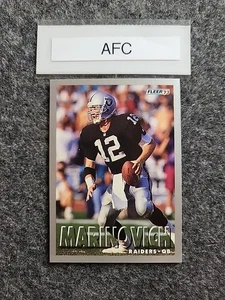 AFC
FLEER 93
12
MARINOVICH
RAIDERS-QB